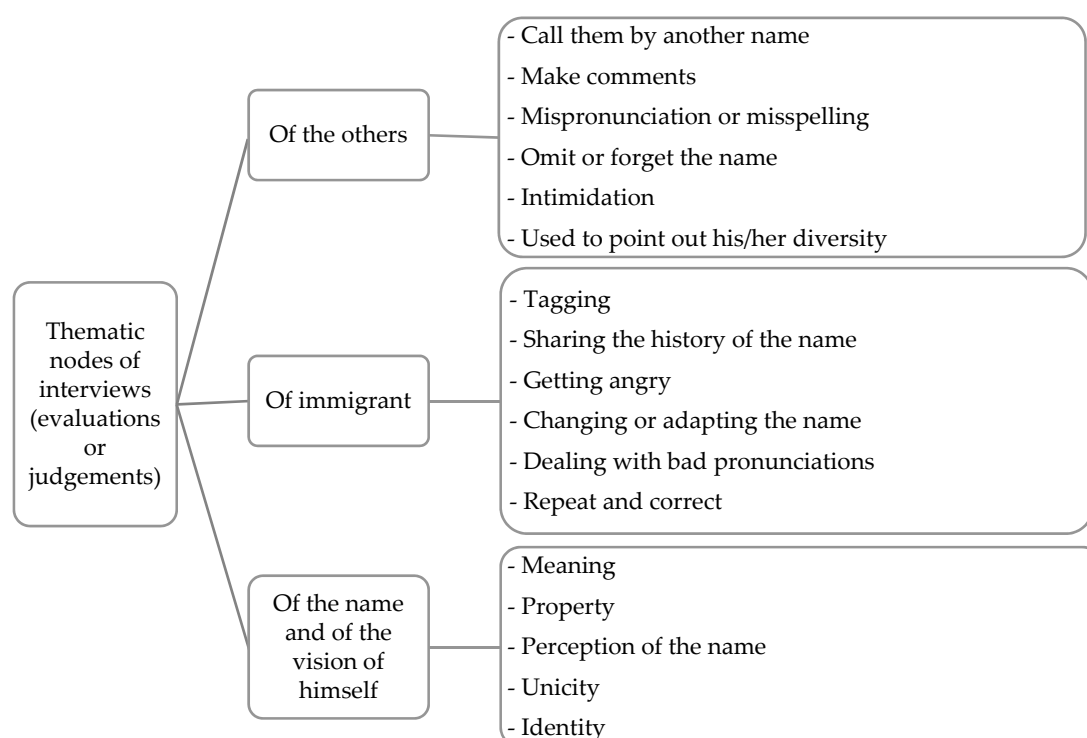 Thematic
nodes of
interviews
(evaluations
or
judgements)
Of the others
- Call them by another name
- Make comments
- Mispronunciation or misspelling
- Omit or forget the name
- Intimidation
- Used to point out his/her diversity
Of immigrant
- Tagging
- Sharing the history of the name
- Getting angry
- Changing or adapting the name
- Dealing with bad pronunciations
- Repeat and correct
Of the name
and of the
vision of
himself
- Meaning
- Property
- Perception of the name
- Unicity
- Identity